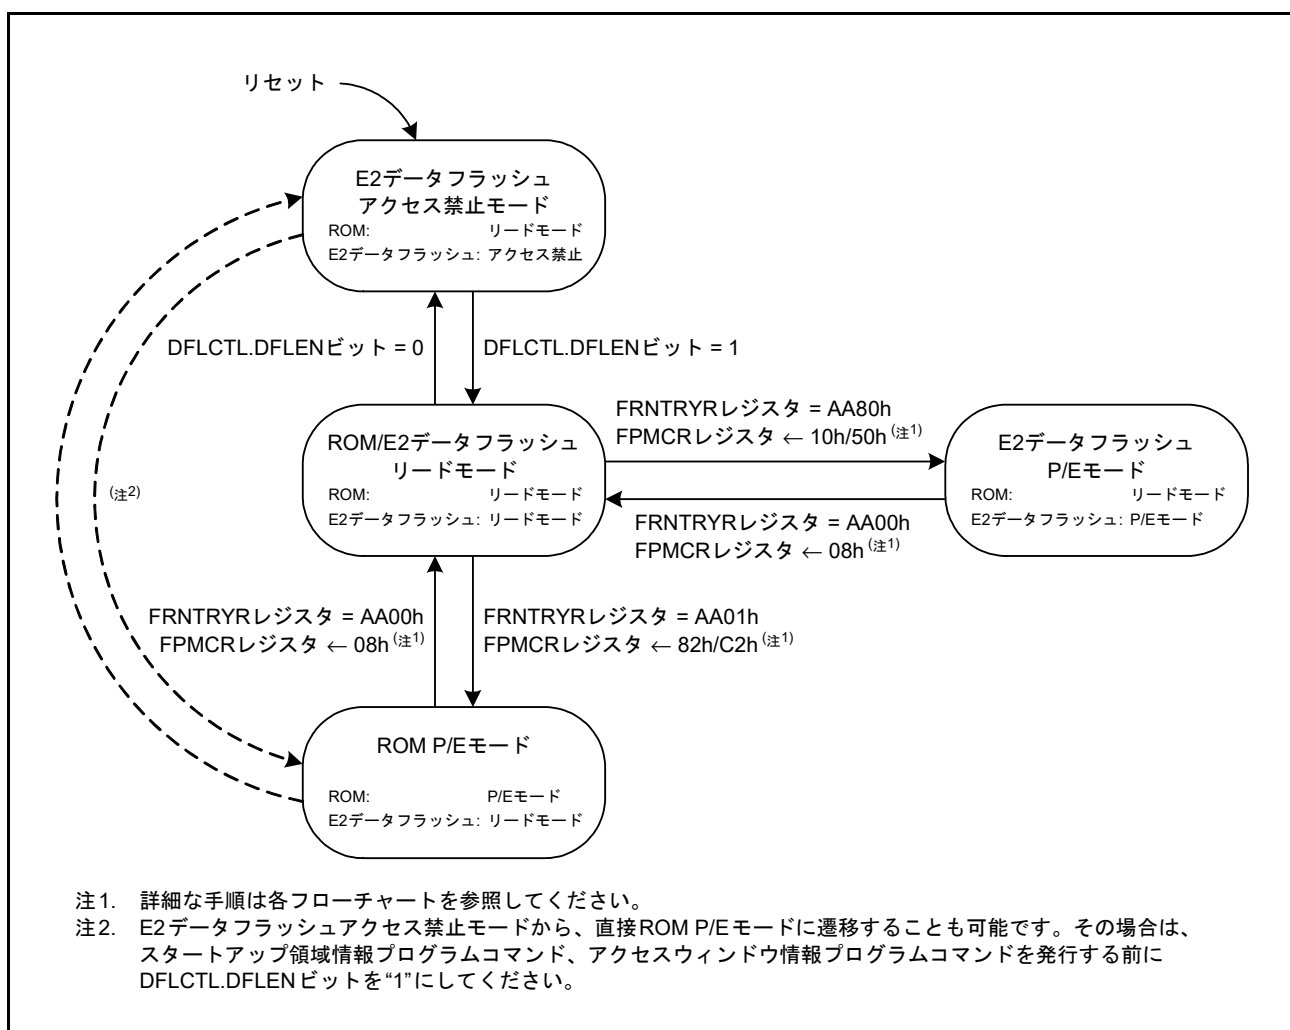 リセット
E2データフラッシュ
アクセス禁止モード
ROM: リードモード
E2データフラッシュ: アクセス禁止
DFLCTL.DFLENビット = 0
DFLCTL.DFLENビット = 1
ROM/E2データフラッシュ
リードモード
ROM: リードモード
E2データフラッシュ: リードモード
FRNTRYRレジスタ = AA80h
FPMCRレジスタ ← 10h/50h (注1)
E2データフラッシュ
P/Eモード
ROM: リードモード
E2データフラッシュ: P/Eモード
FRNTRYRレジスタ = AA00h
FPMCRレジスタ ← 08h (注1)
(注2)
FRNTRYRレジスタ = AA00h
FPMCRレジスタ ← 08h (注1)
FRNTRYRレジスタ = AA01h
FPMCRレジスタ ← 82h/C2h (注1)
ROM P/Eモード
ROM: P/Eモード
E2データフラッシュ: リードモード
注1. 詳細な手順は各フローチャートを参照してください。
注2. E2データフラッシュアクセス禁止モードから、直接ROM P/Eモードに遷移することも可能です。その場合は、
スタートアップ領域情報プログラムコマンド、アクセスウィンドウ情報プログラムコマンドを発行する前に
DFLCTL.DFLENビットを“1”にしてください。